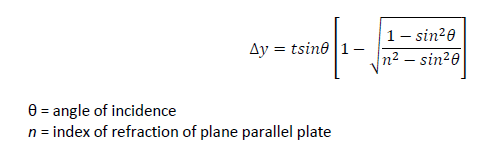 Δy = tsinθ [1 − √((1 − sin²θ)/(n² − sin²θ))]
θ = angle of incidence
n = index of refraction of plane parallel plate